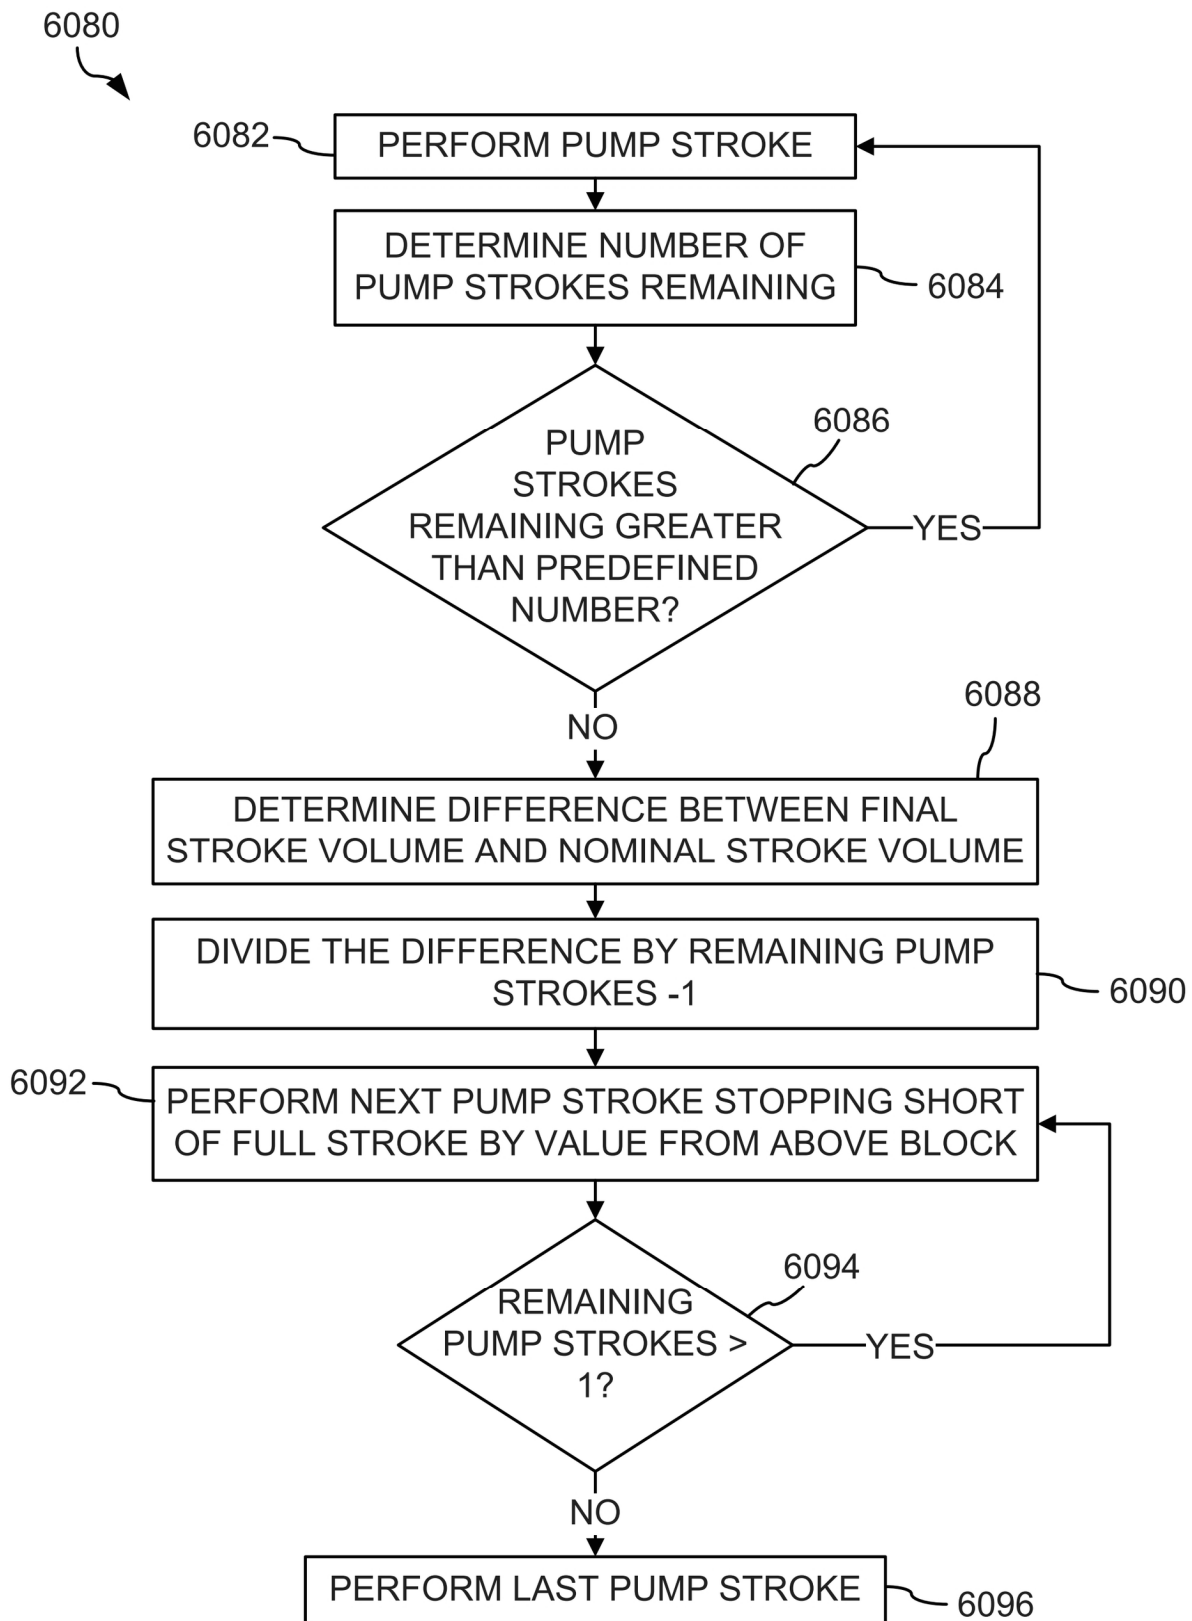 6080
6082
PERFORM PUMP STROKE
DETERMINE NUMBER OF
PUMP STROKES REMAINING
6084
6086
PUMP
STROKES
REMAINING GREATER
THAN PREDEFINED
NUMBER?
YES
NO
6088
DETERMINE DIFFERENCE BETWEEN FINAL
STROKE VOLUME AND NOMINAL STROKE VOLUME
DIVIDE THE DIFFERENCE BY REMAINING PUMP
STROKES -1
6090
6092
PERFORM NEXT PUMP STROKE STOPPING SHORT
OF FULL STROKE BY VALUE FROM ABOVE BLOCK
6094
REMAINING
PUMP STROKES >
1?
YES
NO
PERFORM LAST PUMP STROKE
6096